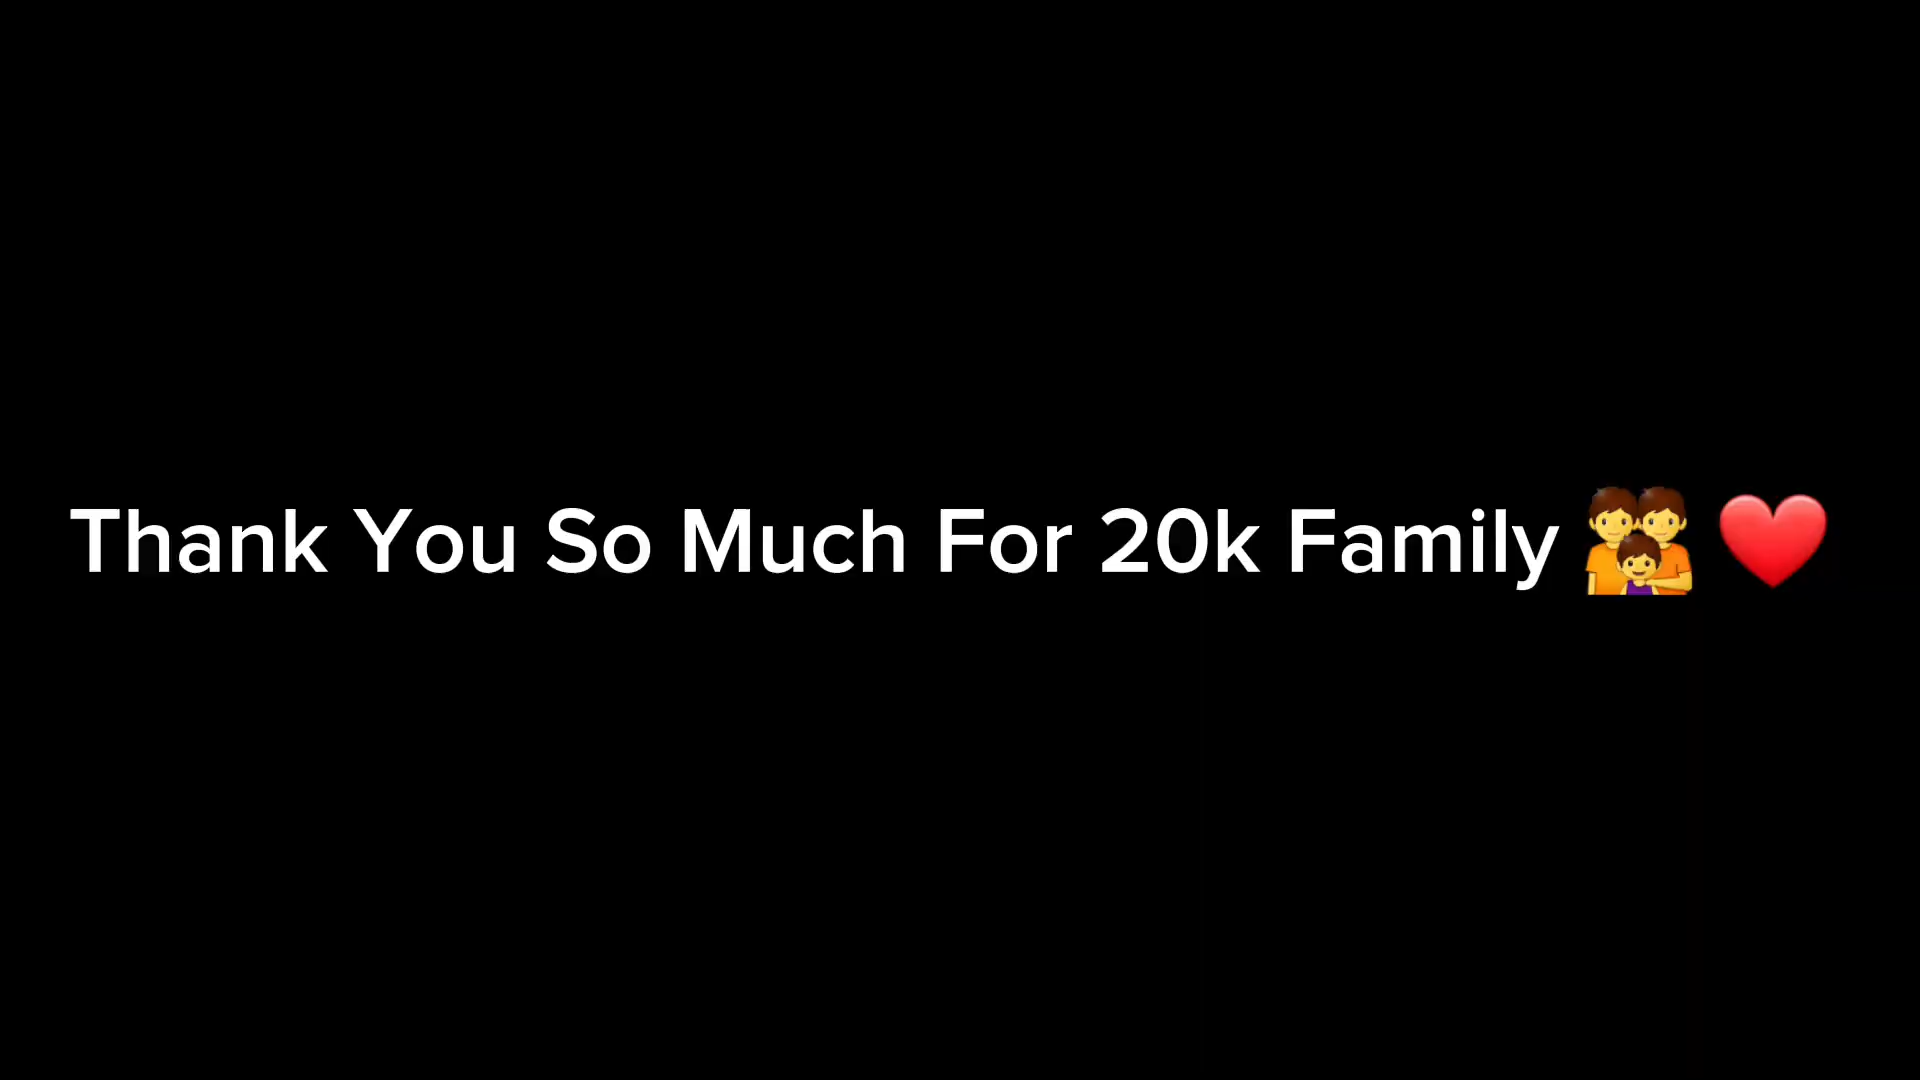 Thank You So Much For 20k Family 👨‍👨‍👦 ❤️